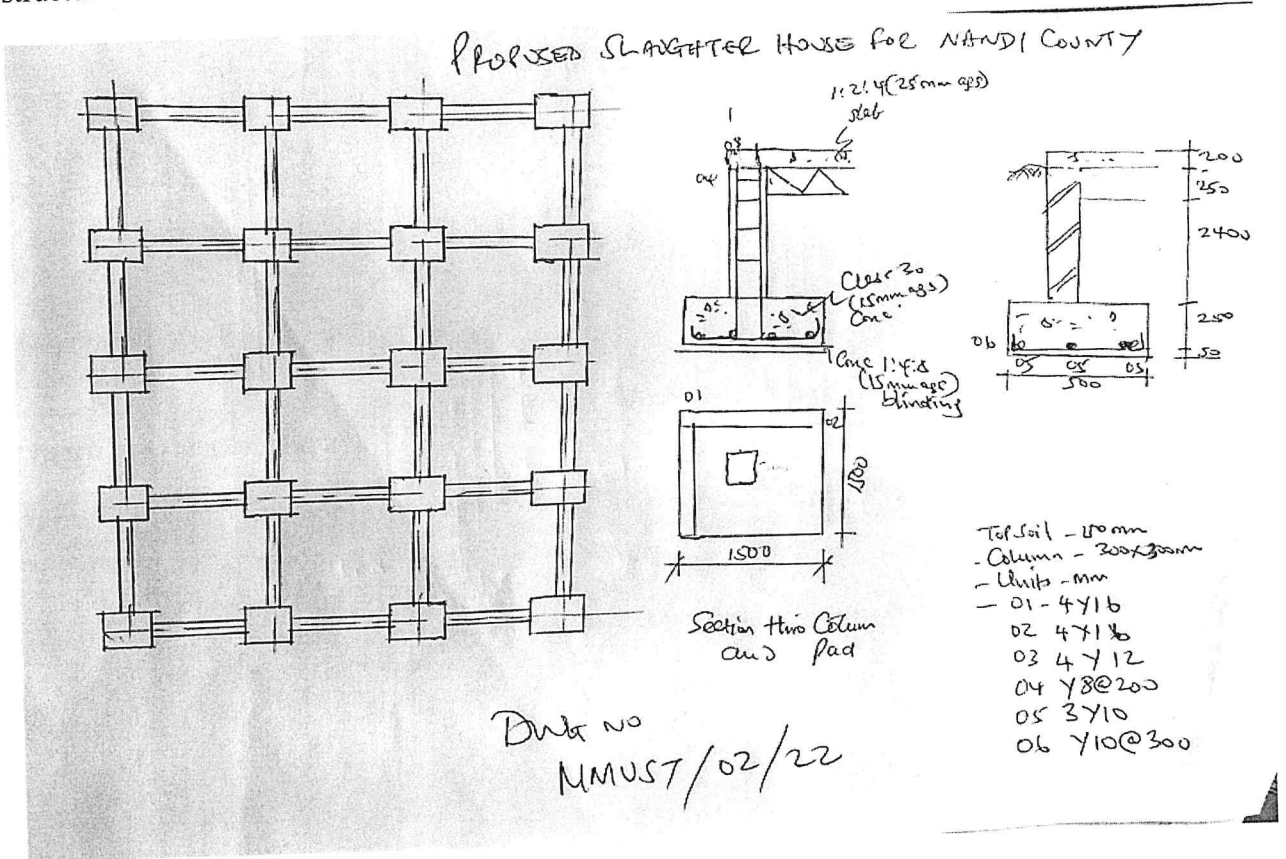 PROPOSED SLAUGHTER HOUSE FOR NANDI COUNTY
1:2:4(25mm ags)
slab
03
04
Class 30
(15mm ags)
Conc.
Conc 1:4:8
(15mm ags)
blinding
200
250
2400
250
50
06
05 05 05
500
01
02
1500
1500
Section thro Column
and Pad
Top Soil -
- Column - 300x300mm
- Units - mm
- 01 - 4Y16
02 4Y16
03 4Y12
04 Y8@200
05 3Y10
06 Y10@300
DWG NO
MMUST/02/22